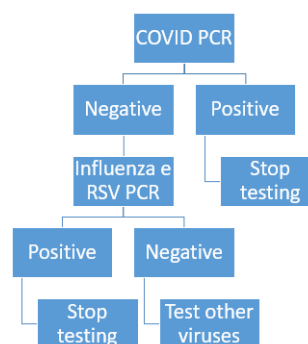 COVID PCR
Negative
Positive
Influenza e
RSV PCR
Stop
testing
Positive
Negative
Stop
testing
Test other
viruses